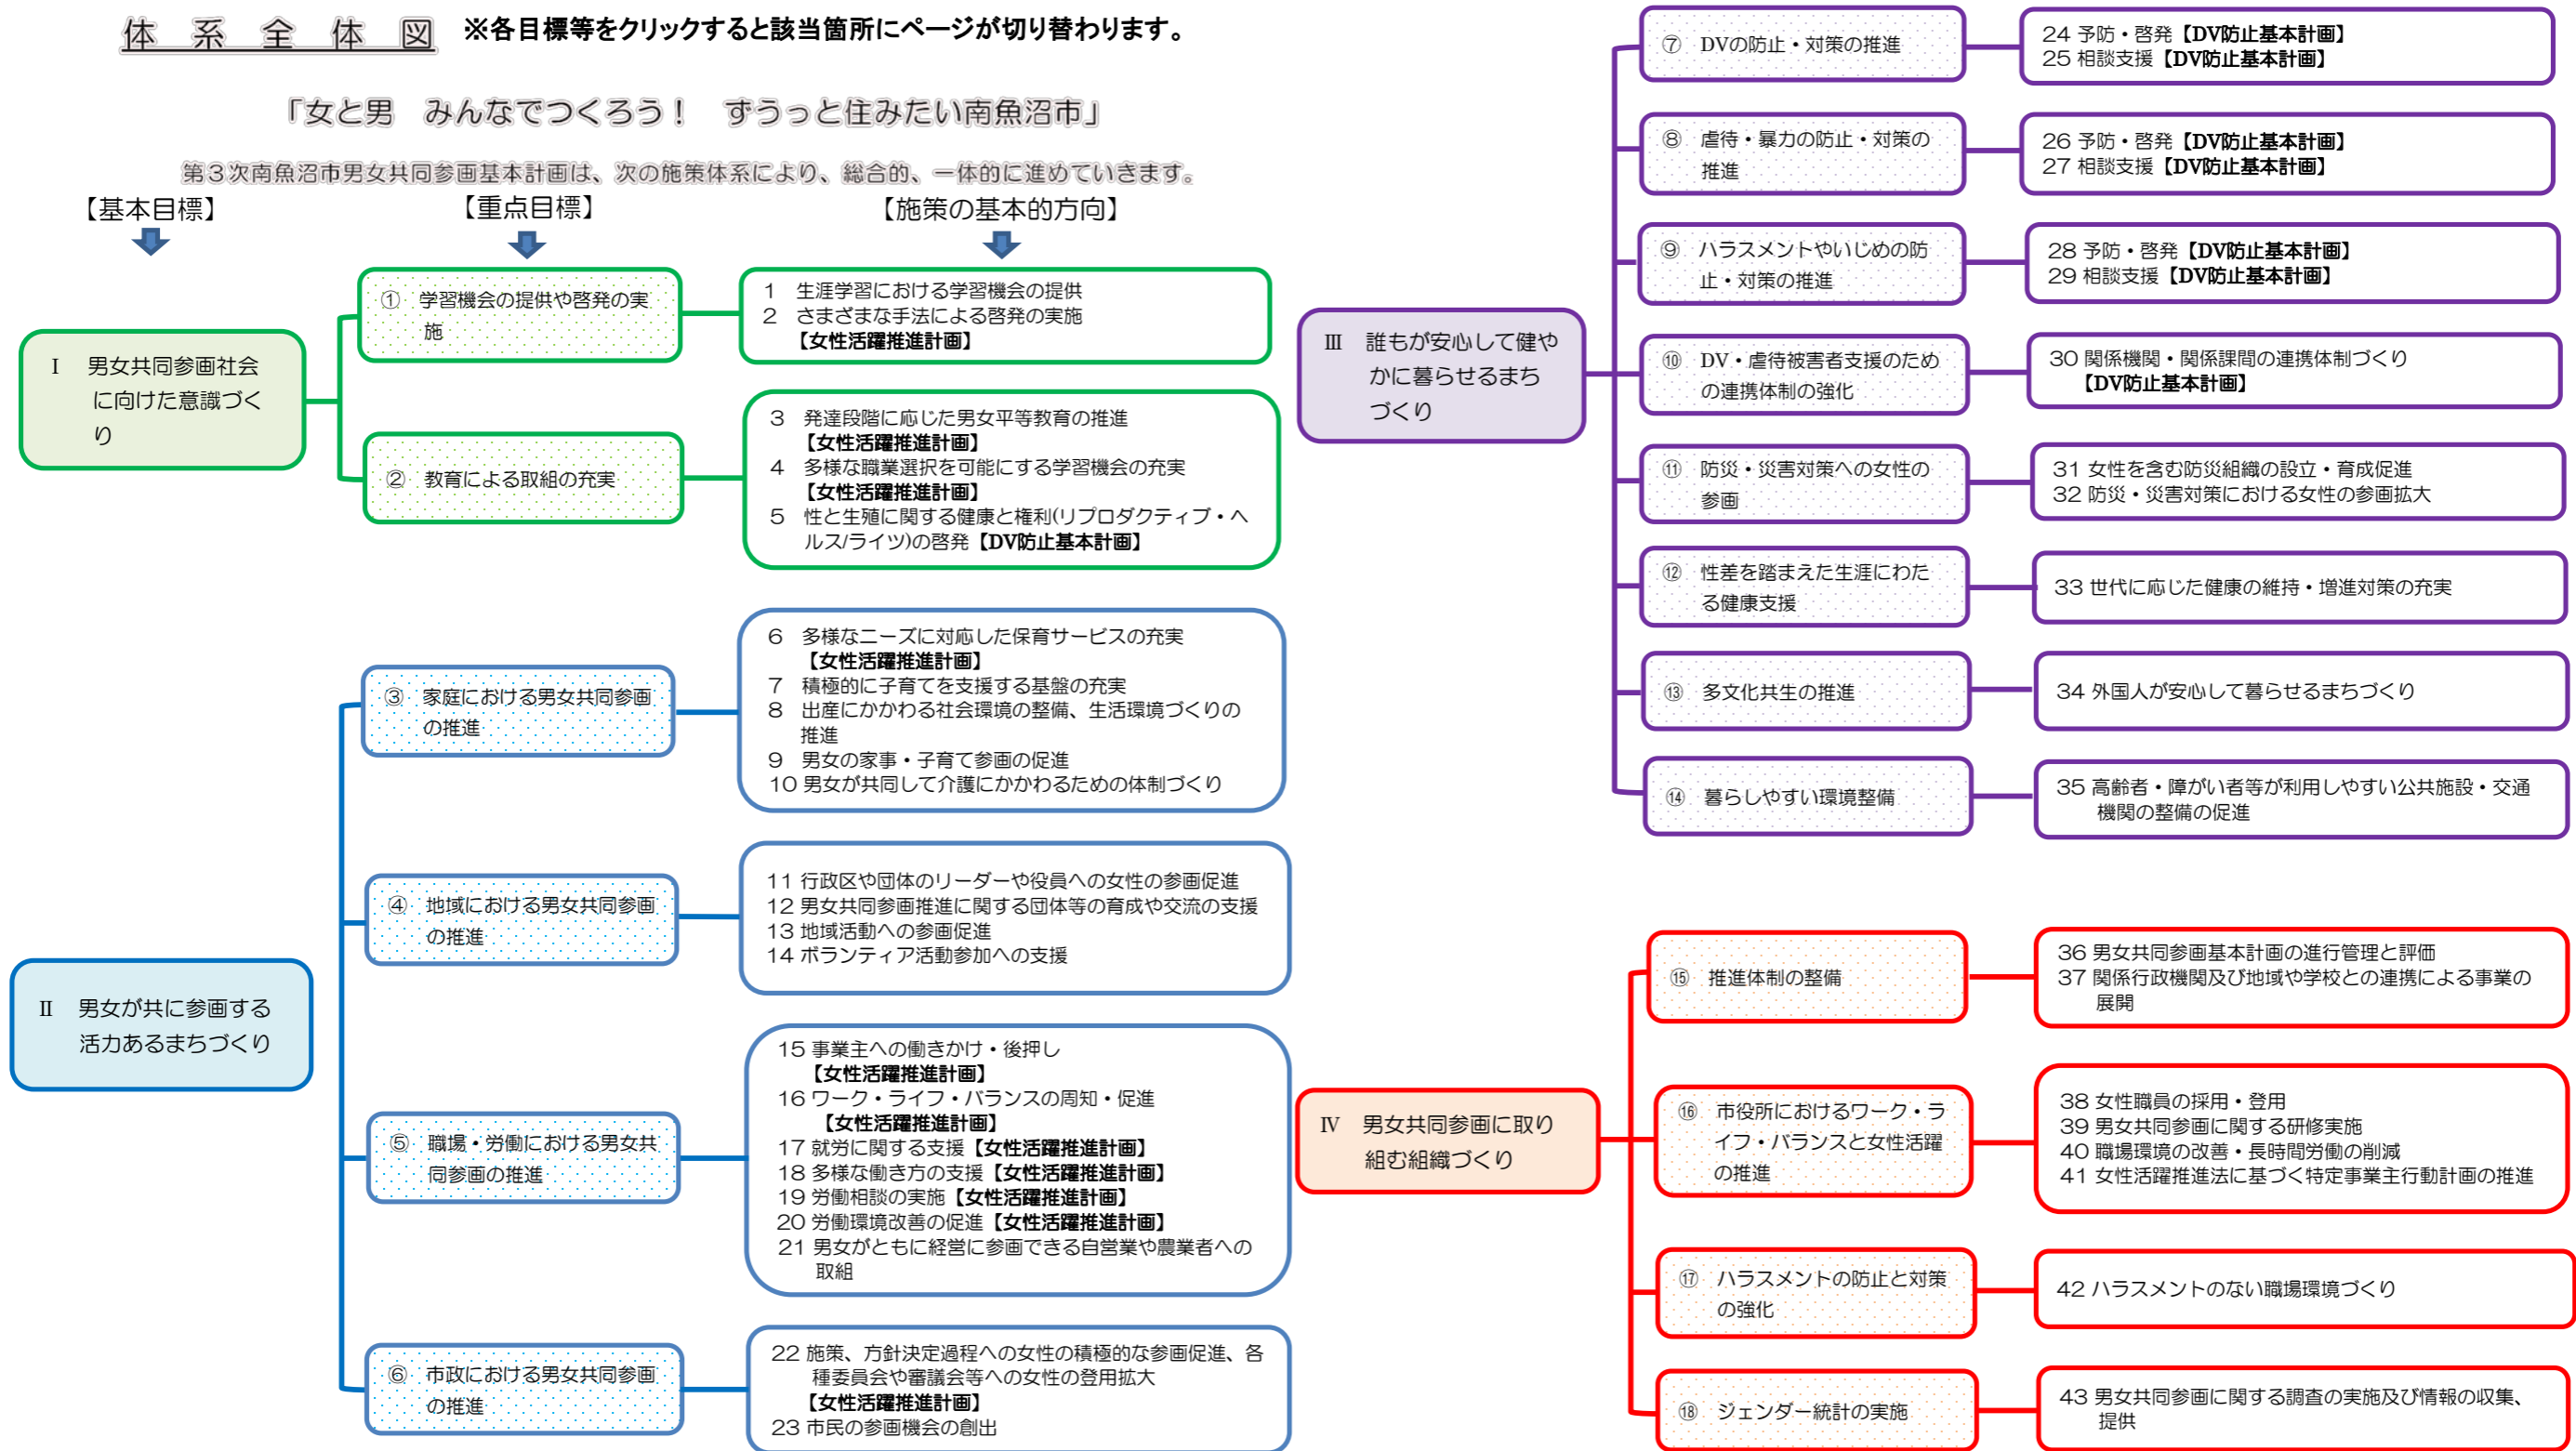 体 系 全 体 図 ※各目標等をクリックすると該当箇所にページが切り替わります。
「女と男 みんなでつくろう! ずうっと住みたい南魚沼市」
第3次南魚沼市男女共同参画基本計画は、次の施策体系により、総合的、一体的に進めていきます。
【基本目標】 【重点目標】 【施策の基本的方向】
Ⅰ 男女共同参画社会
に向けた意識づく
り
① 学習機会の提供や啓発の実
施
1 生涯学習における学習機会の提供
2 さまざまな手法による啓発の実施
【女性活躍推進計画】
② 教育による取組の充実
3 発達段階に応じた男女平等教育の推進
【女性活躍推進計画】
4 多様な職業選択を可能にする学習機会の充実
【女性活躍推進計画】
5 性と生殖に関する健康と権利(リプロダクティブ・ヘ
ルス/ライツ)の啓発【DV防止基本計画】
Ⅱ 男女が共に参画する
活力あるまちづくり
③ 家庭における男女共同参画
の推進
6 多様なニーズに対応した保育サービスの充実
【女性活躍推進計画】
7 積極的に子育てを支援する基盤の充実
8 出産にかかわる社会環境の整備、生活環境づくりの
推進
9 男女の家事・子育て参画の促進
10 男女が共同して介護にかかわるための体制づくり
④ 地域における男女共同参画
の推進
11 行政区や団体のリーダーや役員への女性の参画促進
12 男女共同参画推進に関する団体等の育成や交流の支援
13 地域活動への参画促進
14 ボランティア活動参加への支援
⑤ 職場・労働における男女共
同参画の推進
15 事業主への働きかけ・後押し
【女性活躍推進計画】
16 ワーク・ライフ・バランスの周知・促進
【女性活躍推進計画】
17 就労に関する支援【女性活躍推進計画】
18 多様な働き方の支援【女性活躍推進計画】
19 労働相談の実施【女性活躍推進計画】
20 労働環境改善の促進【女性活躍推進計画】
21 男女がともに経営に参画できる自営業や農業者への
取組
⑥ 市政における男女共同参画
の推進
22 施策、方針決定過程への女性の積極的な参画促進、各
種委員会や審議会等への女性の登用拡大
【女性活躍推進計画】
23 市民の参画機会の創出
Ⅲ 誰もが安心して健や
かに暮らせるまち
づくり
⑦ DVの防止・対策の推進
24 予防・啓発【DV防止基本計画】
25 相談支援【DV防止基本計画】
⑧ 虐待・暴力の防止・対策の
推進
26 予防・啓発【DV防止基本計画】
27 相談支援【DV防止基本計画】
⑨ ハラスメントやいじめの防
止・対策の推進
28 予防・啓発【DV防止基本計画】
29 相談支援【DV防止基本計画】
⑩ DV・虐待被害者支援のため
の連携体制の強化
30 関係機関・関係課間の連携体制づくり
【DV防止基本計画】
⑪ 防災・災害対策への女性の
参画
31 女性を含む防災組織の設立・育成促進
32 防災・災害対策における女性の参画拡大
⑫ 性差を踏まえた生涯にわた
る健康支援
33 世代に応じた健康の維持・増進対策の充実
⑬ 多文化共生の推進
34 外国人が安心して暮らせるまちづくり
⑭ 暮らしやすい環境整備
35 高齢者・障がい者等が利用しやすい公共施設・交通
機関の整備の促進
Ⅳ 男女共同参画に取り
組む組織づくり
⑮ 推進体制の整備
36 男女共同参画基本計画の進行管理と評価
37 関係行政機関及び地域や学校との連携による事業の
展開
⑯ 市役所におけるワーク・ラ
イフ・バランスと女性活躍
の推進
38 女性職員の採用・登用
39 男女共同参画に関する研修実施
40 職場環境の改善・長時間労働の削減
41 女性活躍推進法に基づく特定事業主行動計画の推進
⑰ ハラスメントの防止と対策
の強化
42 ハラスメントのない職場環境づくり
⑱ ジェンダー統計の実施
43 男女共同参画に関する調査の実施及び情報の収集、
提供